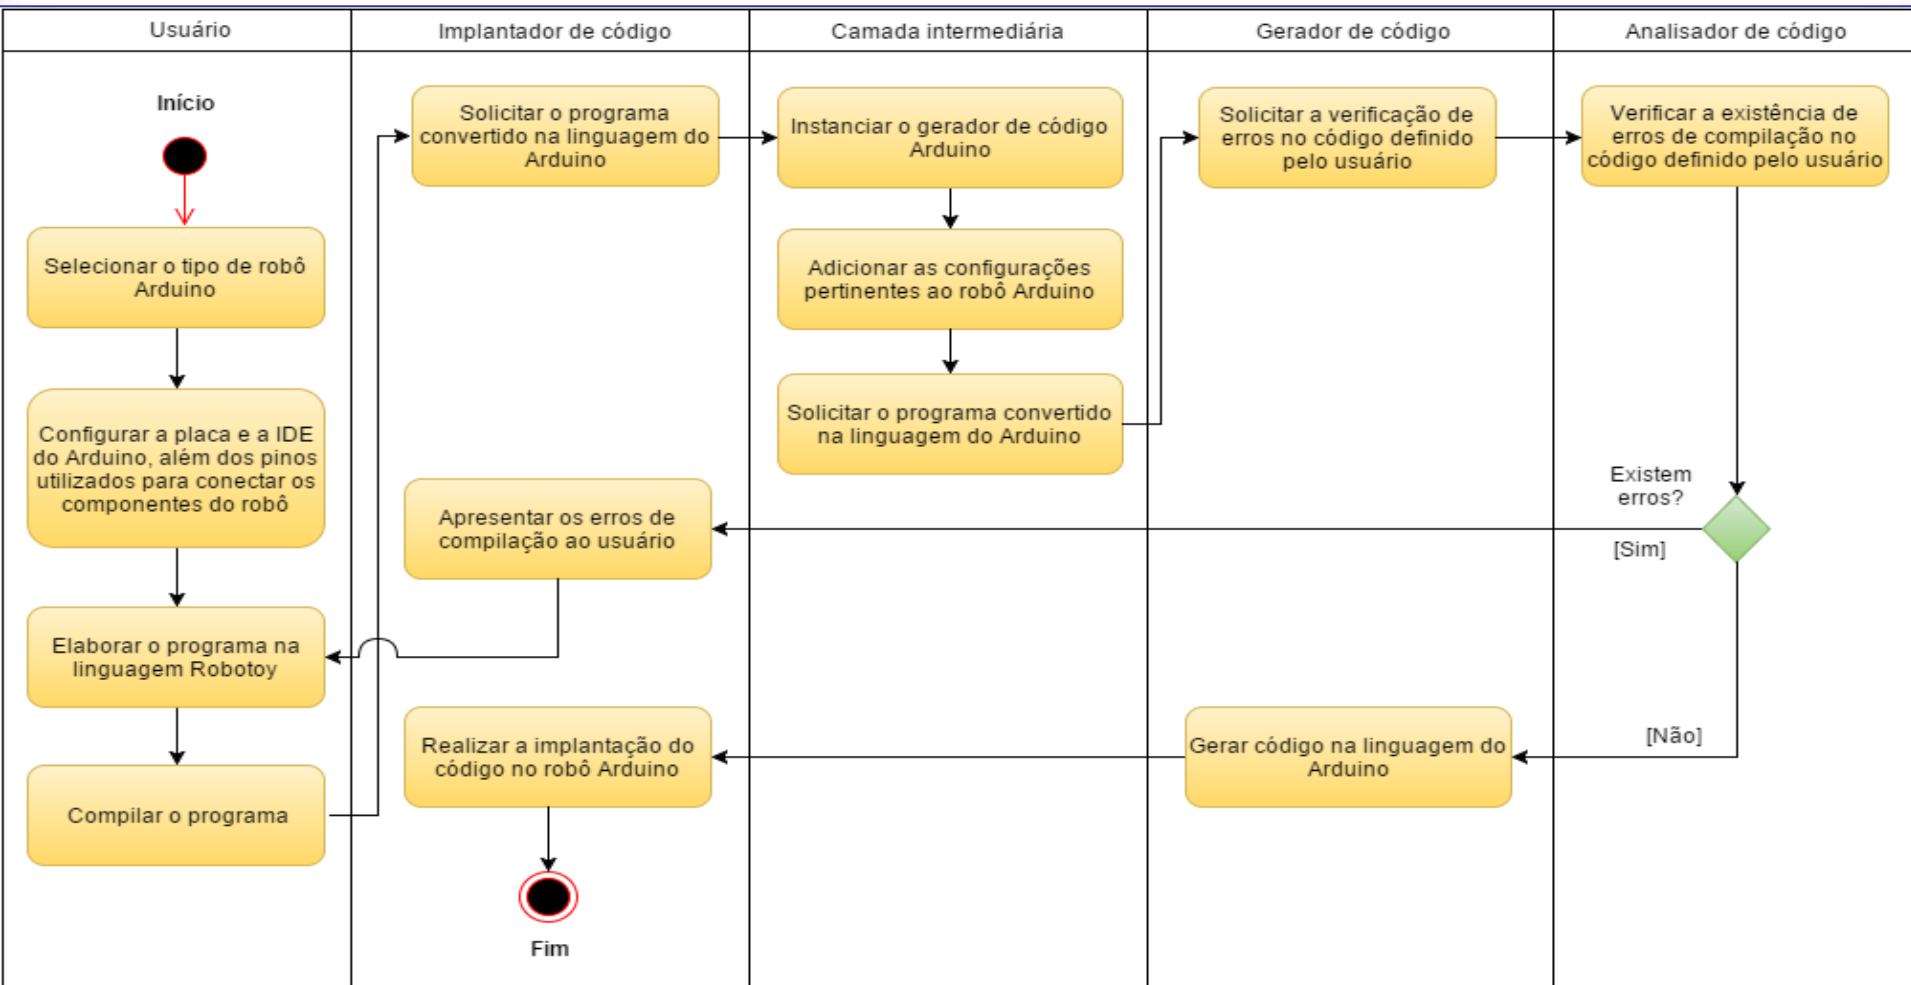 Usuário
Implantador de código
Camada intermediária
Gerador de código
Analisador de código
Início
Selecionar o tipo de robô
Arduino
Configurar a placa e a IDE
do Arduino, além dos pinos
utilizados para conectar os
componentes do robô
Elaborar o programa na
linguagem Robotoy
Compilar o programa
Solicitar o programa
convertido na linguagem do
Arduino
Apresentar os erros de
compilação ao usuário
Realizar a implantação do
código no robô Arduino
Fim
Instanciar o gerador de código
Arduino
Adicionar as configurações
pertinentes ao robô Arduino
Solicitar o programa convertido
na linguagem do Arduino
Solicitar a verificação de
erros no código definido
pelo usuário
Gerar código na linguagem do
Arduino
Verificar a existência de
erros de compilação no
código definido pelo usuário
Existem
erros?
[Sim]
[Não]